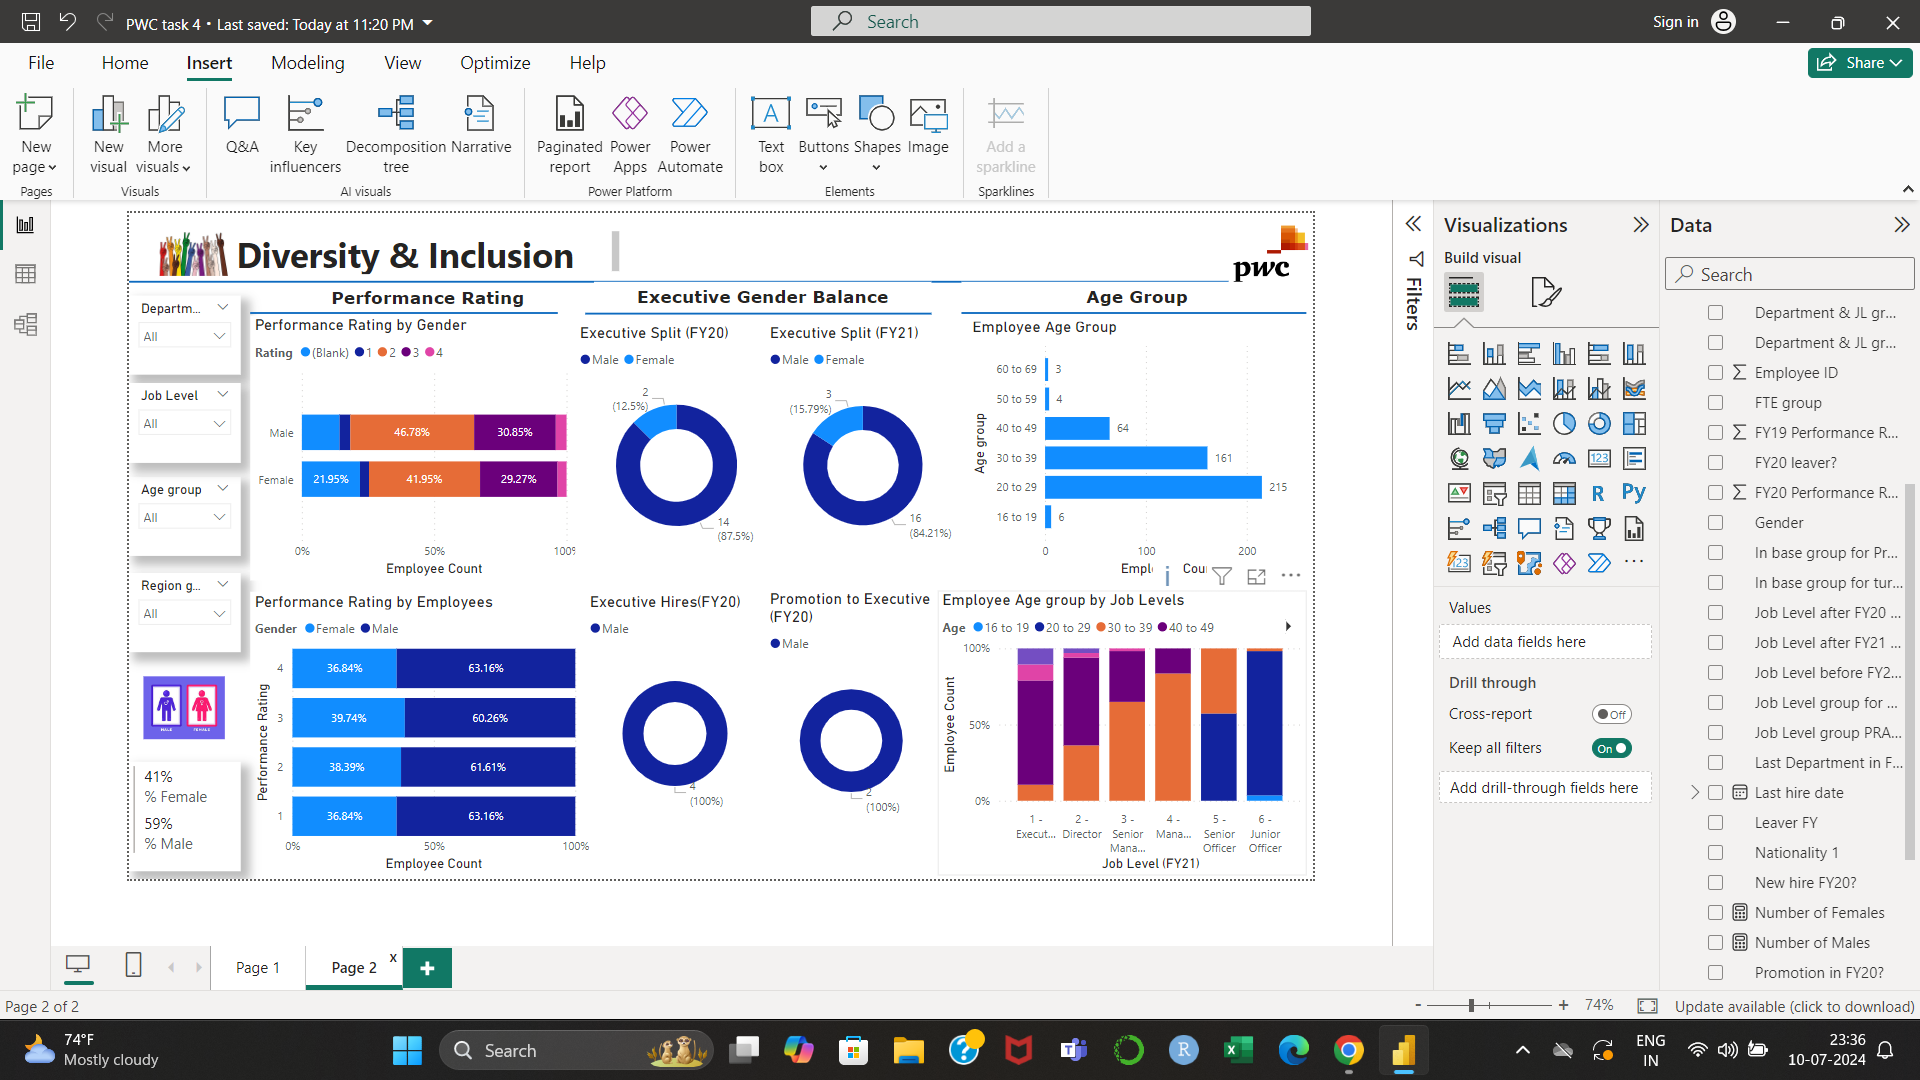 PWC task 4 • Last saved: Today at 11:20 PM
Search
Sign in
File
Home
Insert
Modeling
View
Optimize
Help
Share
New page
New visual
More visuals
Q&A
Key influencers
Decomposition tree
Narrative
Paginated report
Power Apps
Power Automate
Text box
Buttons
Shapes
Image
Add a sparkline
Pages
Visuals
AI visuals
Power Platform
Elements
Sparklines
Diversity & Inclusion
pwc
Performance Rating
Executive Gender Balance
Age Group
Departm...
All
Job Level
All
Age group
All
Region g...
All
MALE
FEMALE
41%
% Female
59%
% Male
Performance Rating by Gender
Rating (Blank) 1 2 3 4
Male
46.78%
30.85%
Female
21.95%
41.95%
29.27%
0%
50%
100%
Employee Count
Executive Split (FY20)
Male Female
2
(12.5%)
14
(87.5%)
Executive Split (FY21)
Male Female
3
(15.79%)
16
(84.21%)
Employee Age Group
Age group
60 to 69 3
50 to 59 4
40 to 49 64
30 to 39 161
20 to 29 215
16 to 19 6
0
100
200
Performance Rating by Employees
Gender Female Male
Performance Rating
4 36.84% 63.16%
3 39.74% 60.26%
2 38.39% 61.61%
1 36.84% 63.16%
0%
50%
100%
Employee Count
Executive Hires(FY20)
Male
4
(100%)
Promotion to Executive
(FY20)
Male
2
(100%)
Employee Age group by Job Levels
Age 16 to 19 20 to 29 30 to 39 40 to 49
Employee Count
100%
50%
0%
1 -
Execut...
2 -
Director
3 -
Senior
Mana...
4 -
Mana...
5 -
Senior
Officer
6 -
Junior
Officer
Job Level (FY21)
Filters
Visualizations
Build visual
123
R
Py
123
Values
Add data fields here
Drill through
Cross-report
Off
Keep all filters
On
Add drill-through fields here
Data
Search
Department & JL gr...
Department & JL gr...
Employee ID
FTE group
FY19 Performance R...
FY20 leaver?
FY20 Performance R...
Gender
In base group for Pr...
In base group for tur...
Job Level after FY20 ...
Job Level after FY21 ...
Job Level before FY2...
Job Level group for ...
Job Level group PRA...
Last Department in F...
Last hire date
Leaver FY
Nationality 1
New hire FY20?
Number of Females
Number of Males
Promotion in FY20?
Page 1
Page 2
x
Page 2 of 2
- + 74%
Update available (click to download)
74°F
Mostly cloudy
Search
ENG
IN
23:36
10-07-2024